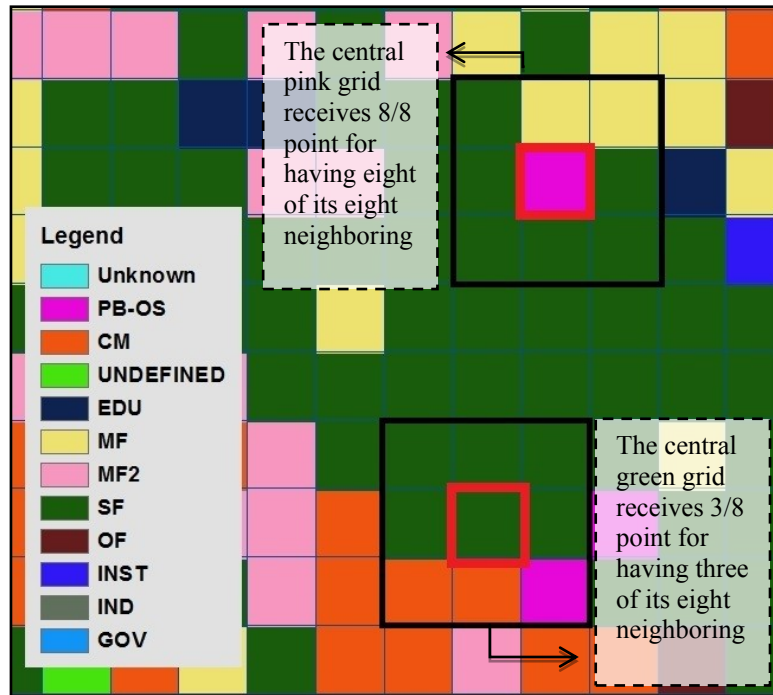 The central
pink grid
receives 8/8
point for
having eight
of its eight
neighboring
Legend
Unknown
PB-OS
CM
UNDEFINED
EDU
MF
MF2
SF
OF
INST
IND
GOV
The central
green grid
receives 3/8
point for
having three
of its eight
neighboring